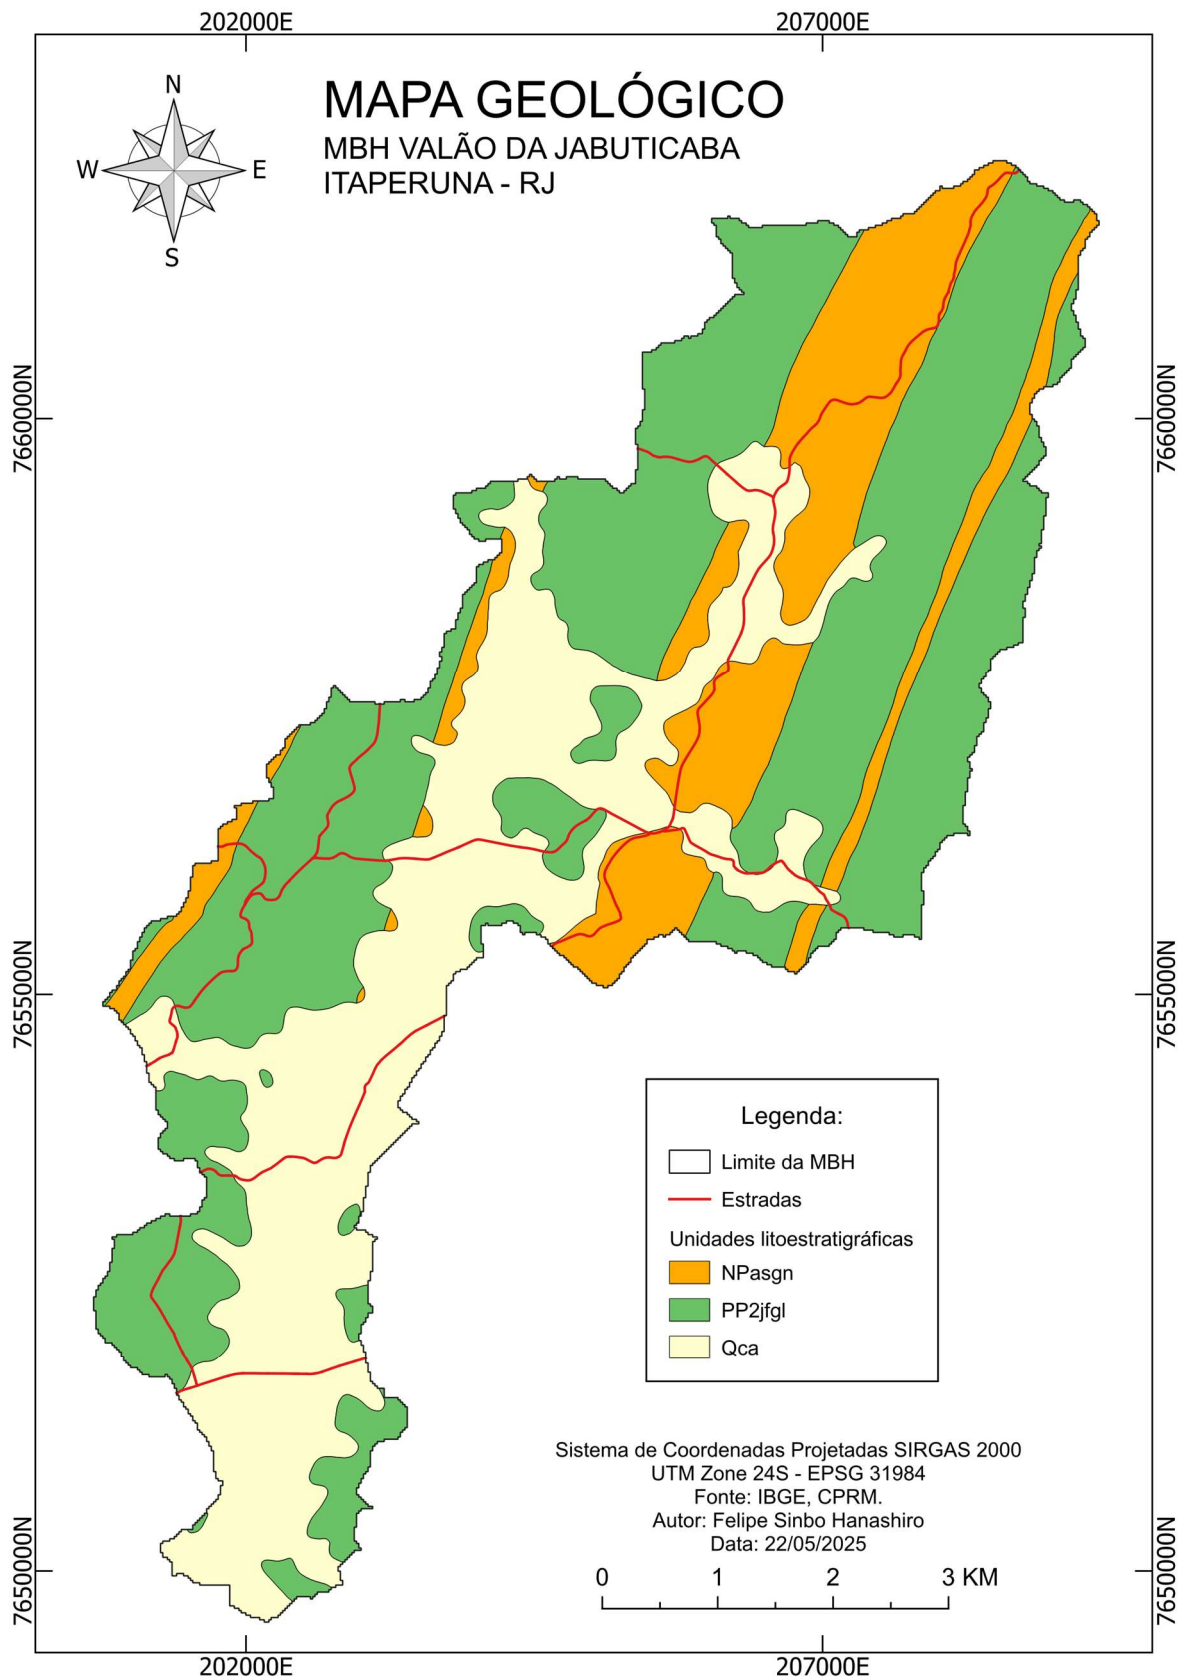 202000E
207000E
N
W
E
S
MAPA GEOLÓGICO
MBH VALÃO DA JABUTICABA
ITAPERUNA - RJ
7660000N
7660000N
7655000N
7655000N
Legenda:
Limite da MBH
Estradas
Unidades litoestratigráficas
NPasgn
PP2jfgl
Qca
Sistema de Coordenadas Projetadas SIRGAS 2000
UTM Zone 24S - EPSG 31984
Fonte: IBGE, CPRM.
Autor: Felipe Sinbo Hanashiro
Data: 22/05/2025
0 1 2 3 KM
7650000N
7650000N
202000E
207000E